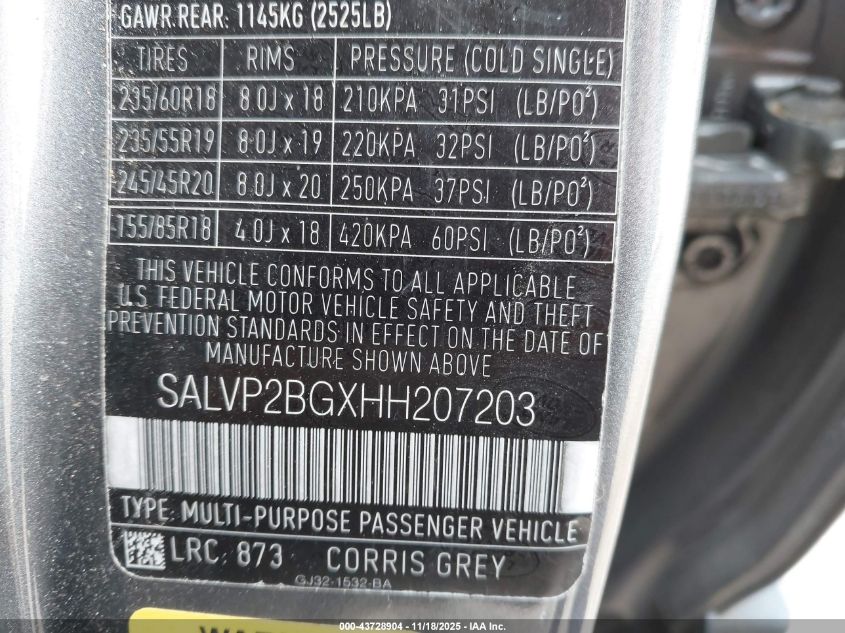 GAWR.REAR: 1145KG (2525LB)
TIRES RIMS PRESSURE (COLD SINGLE)
235/60R18 8.0J x 18 210KPA 31PSI (LB/PO²)
235/55R19 8.0J x 19 220KPA 32PSI (LB/PO²)
245/45R20 8.0J x 20 250KPA 37PSI (LB/PO²)
T55/85R18 4.0J x 18 420KPA 60PSI (LB/PO²)
THIS VEHICLE CONFORMS TO ALL APPLICABLE
U.S FEDERAL MOTOR VEHICLE SAFETY AND THEFT
PREVENTION STANDARDS IN EFFECT ON THE DATE OF
MANUFACTURE SHOWN ABOVE
SALVP2BGXHH207203
TYPE: MULTI-PURPOSE PASSENGER VEHICLE
LRC: 873 CORRIS GREY
GJ32-1532-BA
000-43728904 - 11/18/2025 - IAA Inc.